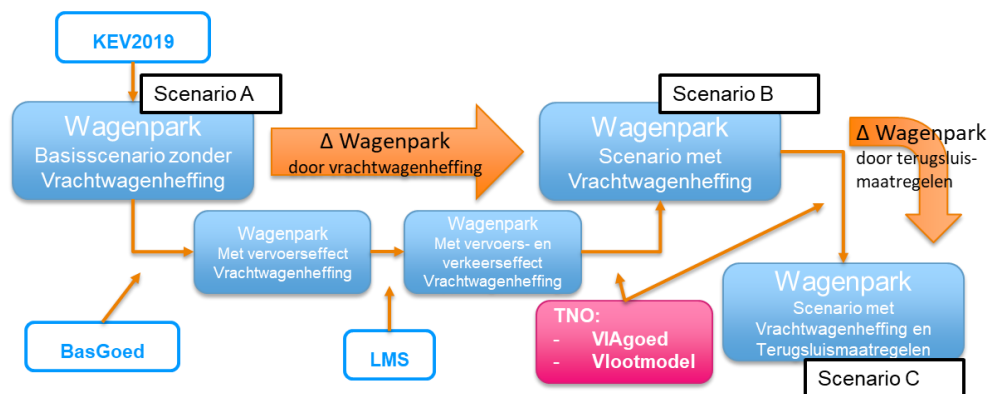 KEV2019
Scenario A
Wagenpark
Basisscenario zonder
Vrachtwagenheffing
Δ Wagenpark
door vrachtwagenheffing
Scenario B
Wagenpark
Scenario met
Vrachtwagenheffing
Δ Wagenpark
door terugsluis-
maatregelen
Wagenpark
Met vervoerseffect
Vrachtwagenheffing
Wagenpark
Met vervoers- en
verkeerseffect
Vrachtwagenheffing
BasGoed
LMS
TNO:
- VIAgoed
- Vlootmodel
Wagenpark
Scenario met
Vrachtwagenheffing en
Terugsluismaatregelen
Scenario C